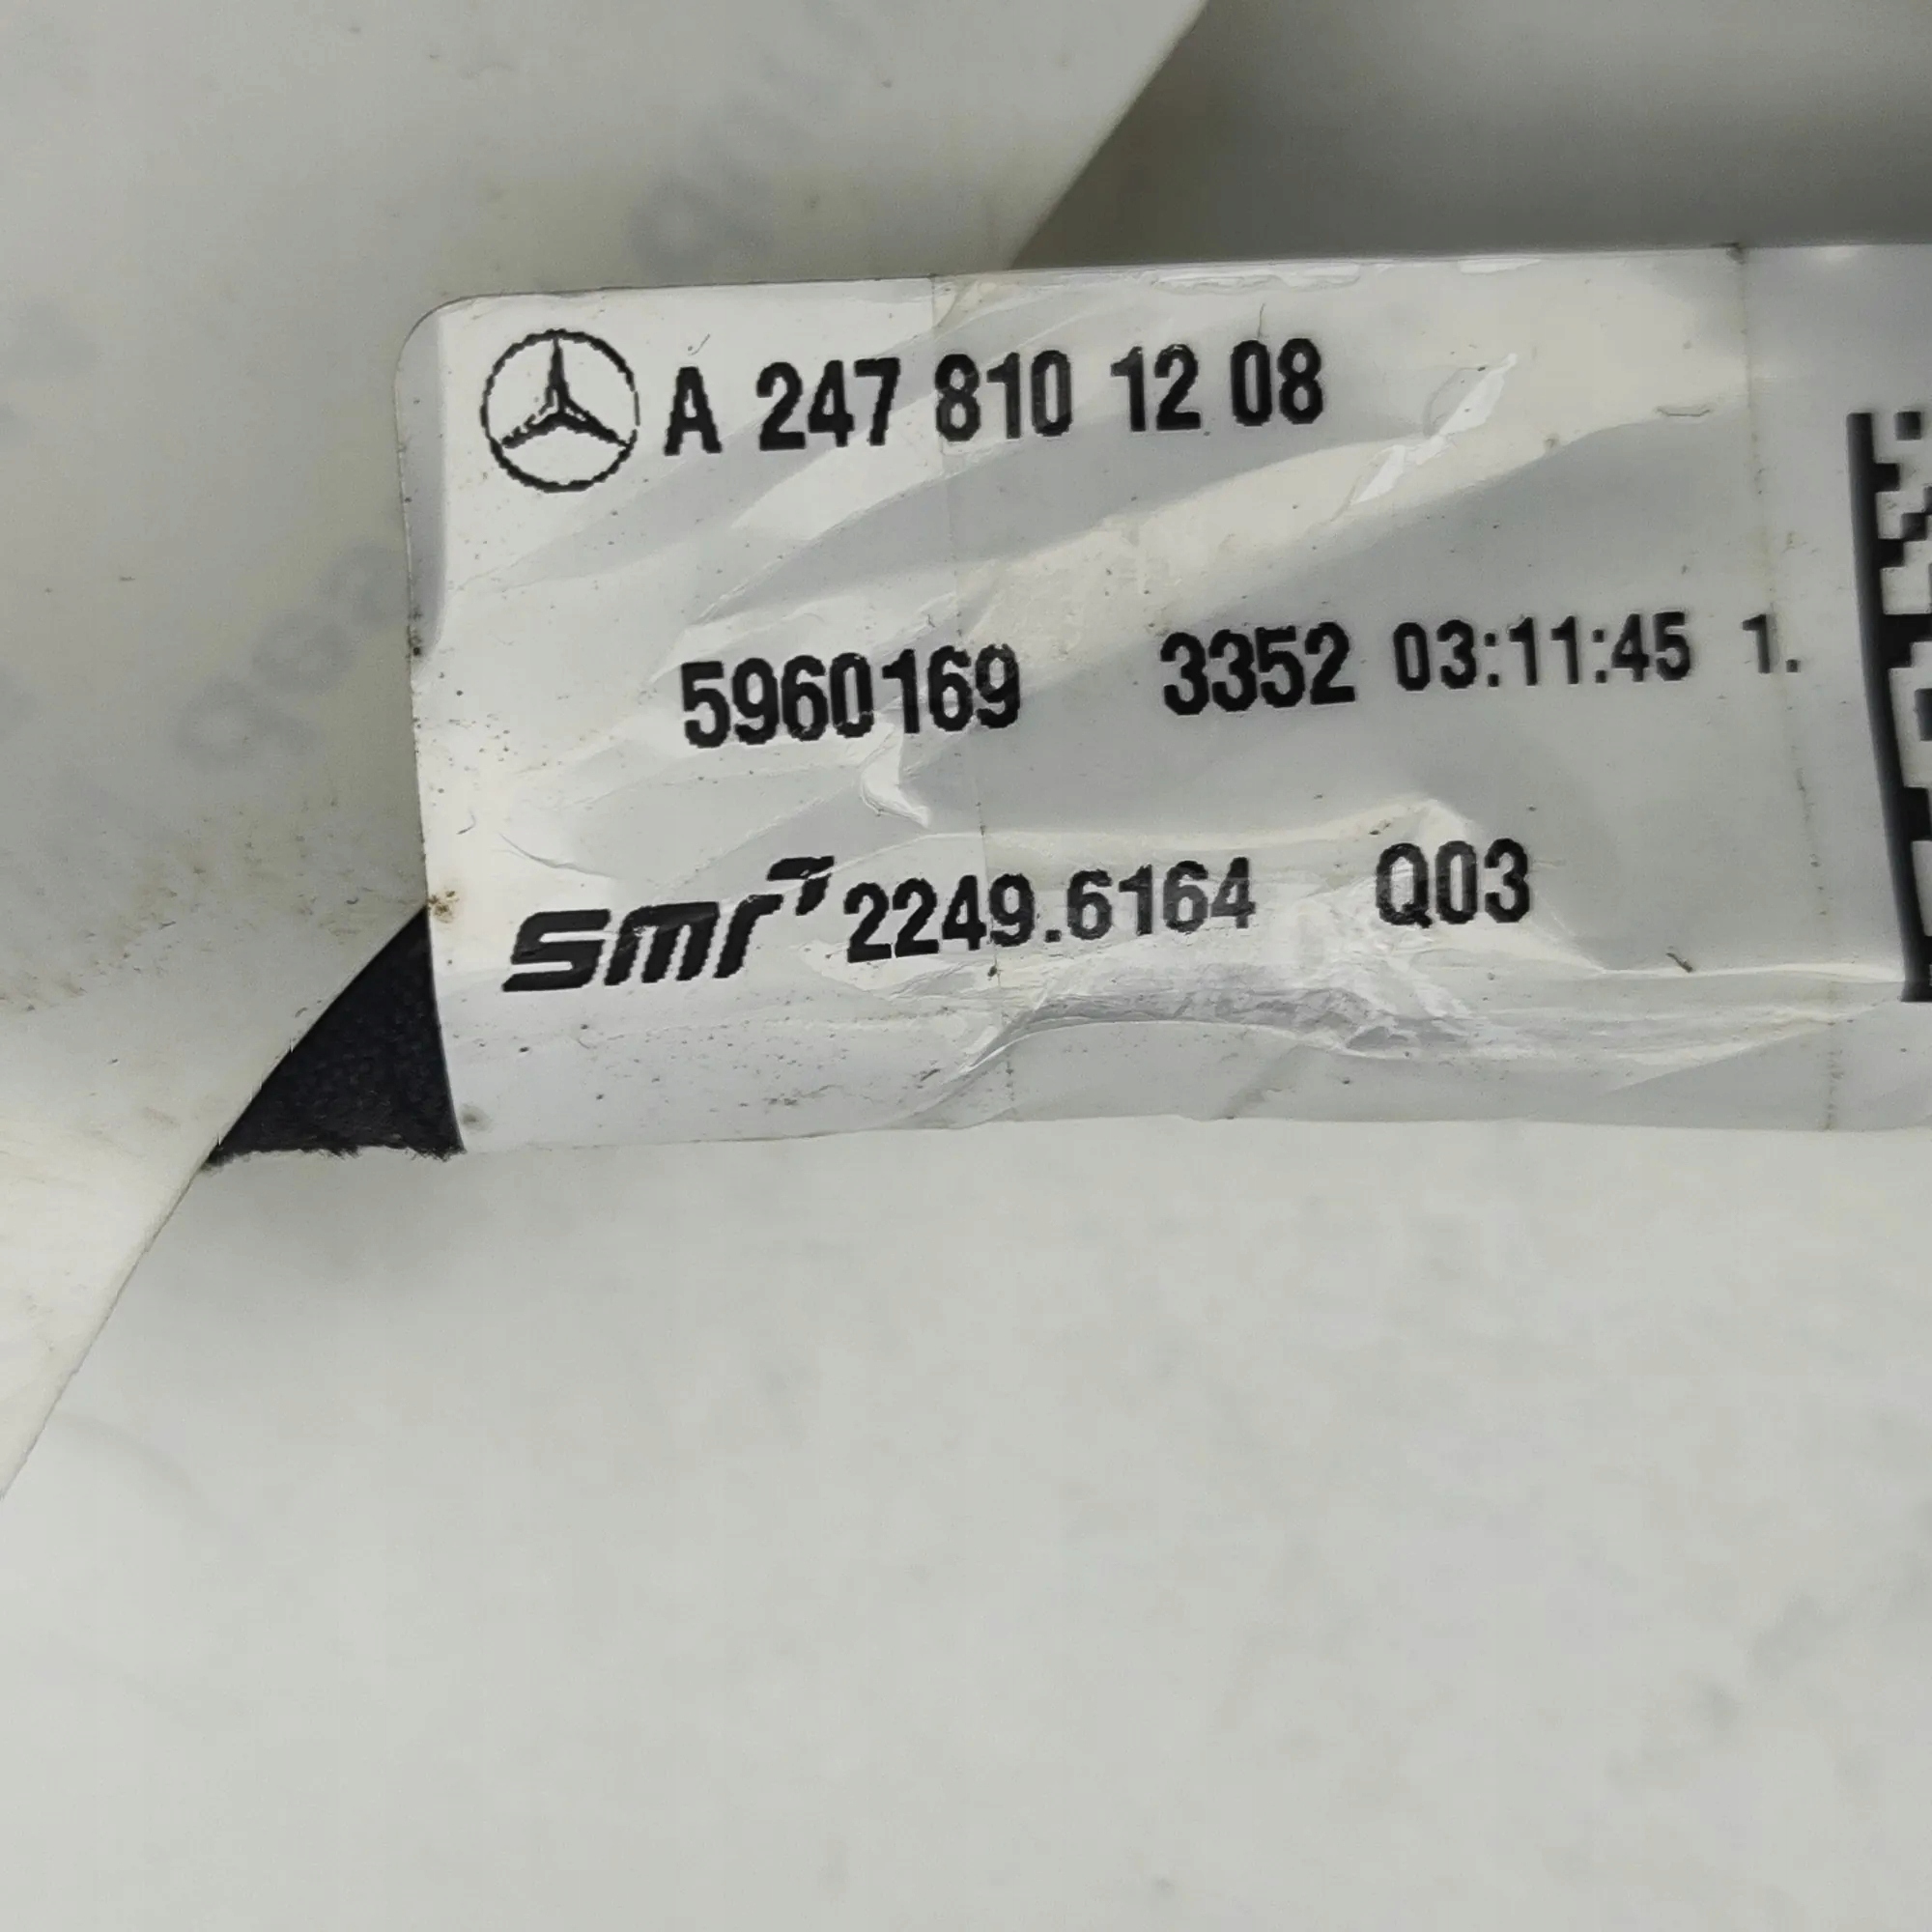 A 247 810 12 08
5960169 3352 03:11:45 1.
smr 2249.6164 Q03